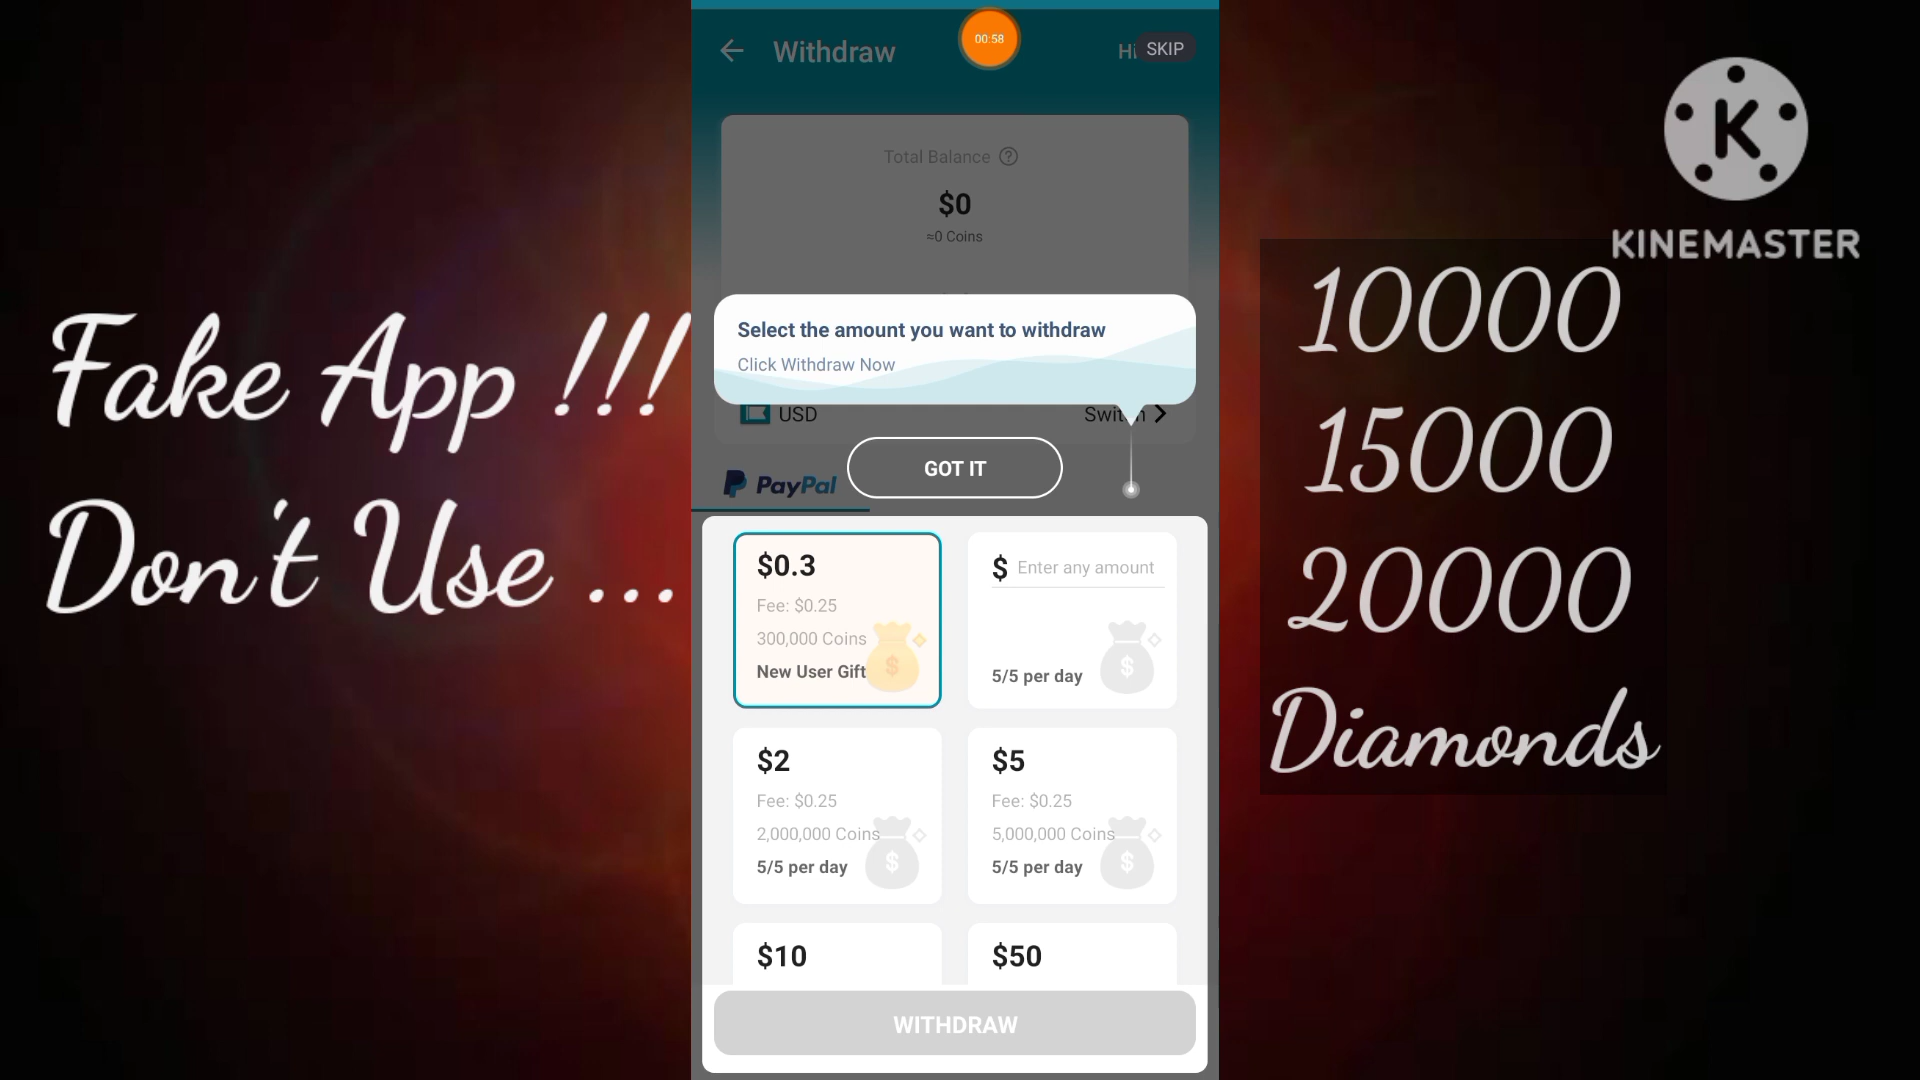 Fake App !!!
Don't Use ...
00:58
Withdraw
SKIP
Total Balance ?
$0
≈0 Coins
Select the amount you want to withdraw
Click Withdraw Now
USD
GOT IT
PayPal
$0.3
Fee: $0.25
300,000 Coins
New User Gift
$ Enter any amount
5/5 per day
$2
Fee: $0.25
2,000,000 Coins
5/5 per day
$5
Fee: $0.25
5,000,000 Coins
5/5 per day
$10
$50
WITHDRAW
KINEMASTER
10000
15000
20000
Diamonds